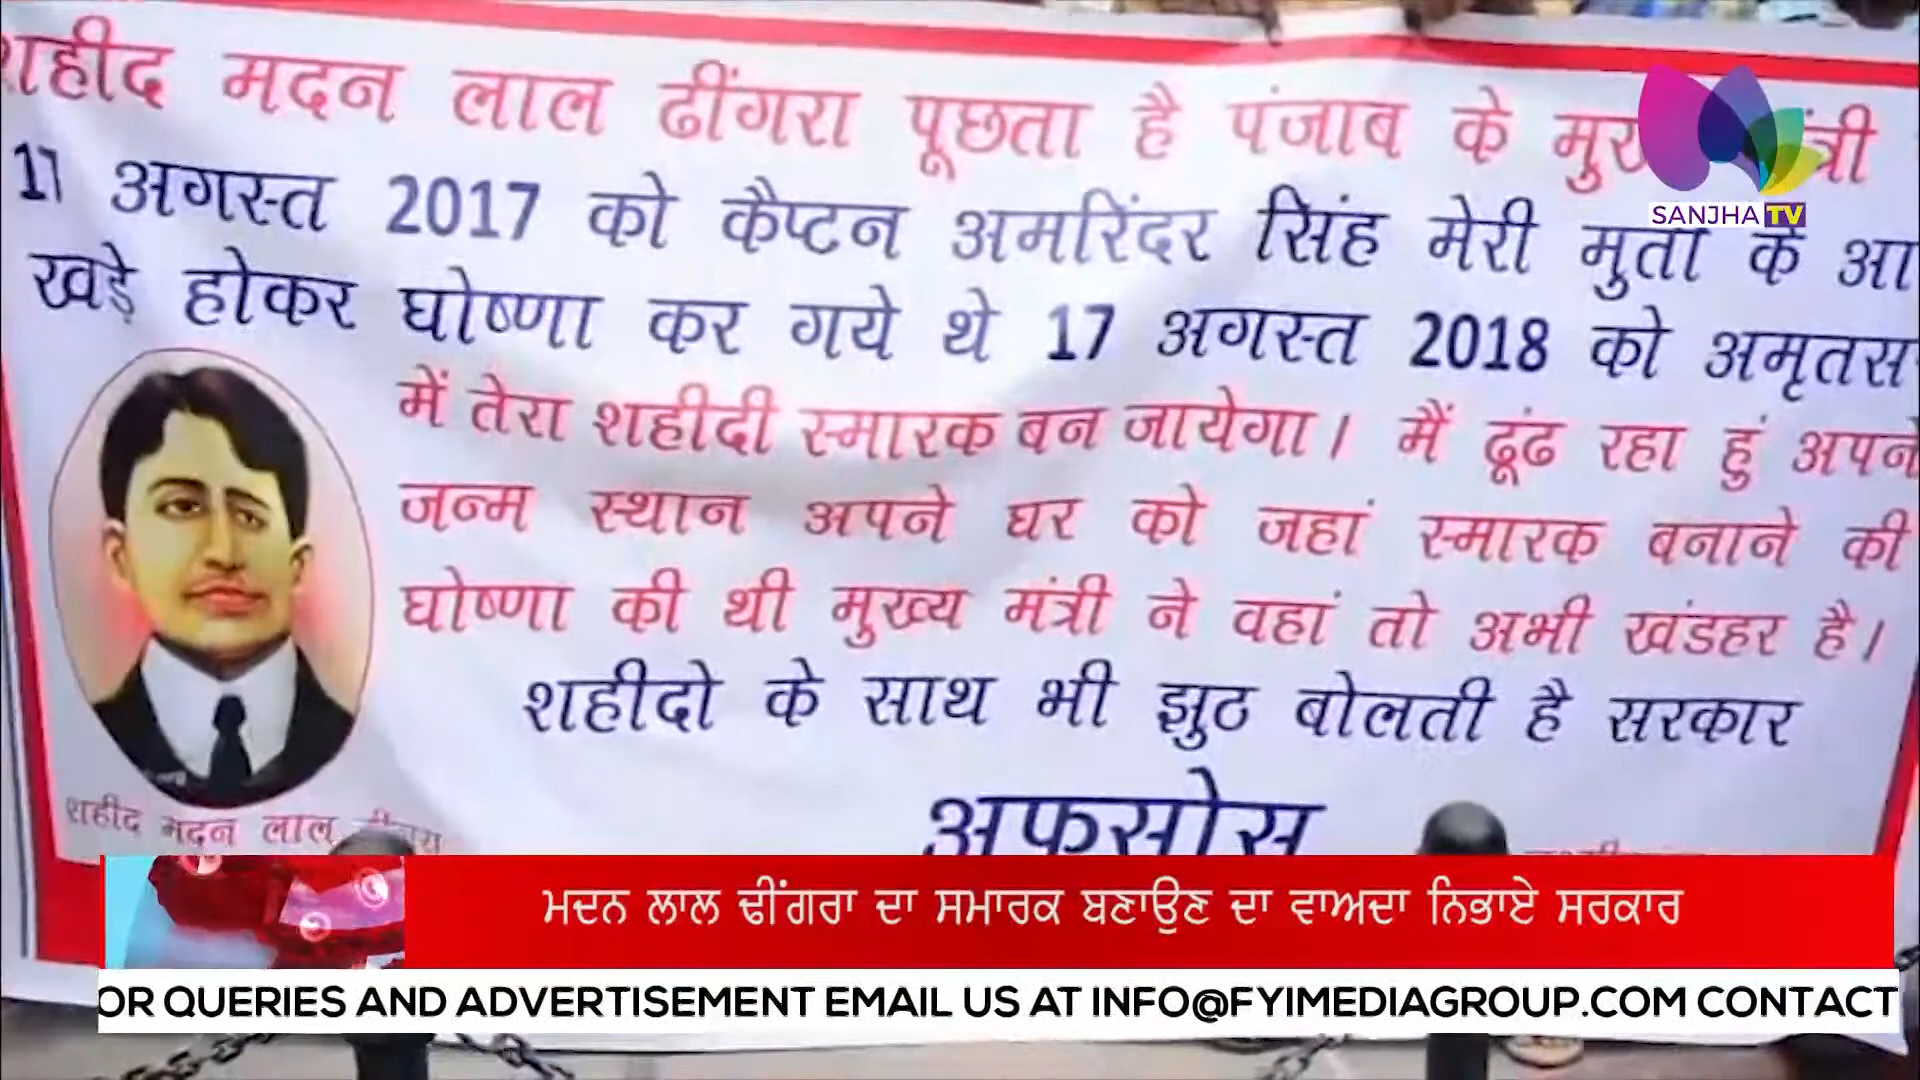 शहीद मदन लाल ढींगरा पूछता है पंजाब के
SANJHA TV
17 अगस्त 2017 को कैप्टन अमरिंदर सिंह मेरी मुर्ती के
खड़े होकर घोष्णा कर गये थे 17 अगस्त 2018 को अमृतस
में तेरा शहीदी स्मारक बन जायेगा। मैं ढूंढ रहा हुं अपने
जन्म स्थान अपने घर को जहां स्मारक बनाने की
घोष्णा की थी मुख्य मंत्री ने वहां तो अभी खंडहर है।
शहीदो के साथ भी झुठ बोलती है सरकार
अफसोस
शहीद मदन लाल
ਮਦਨ ਲਾਲ ਢੀਂਗਰਾ ਦਾ ਸਮਾਰਕ ਬਣਾਉਣ ਦਾ ਵਾਅਦਾ ਨਿਭਾਏ ਸਰਕਾਰ
OR QUERIES AND ADVERTISEMENT EMAIL US AT INFO@FYIMEDIAGROUP.COM CONTACT